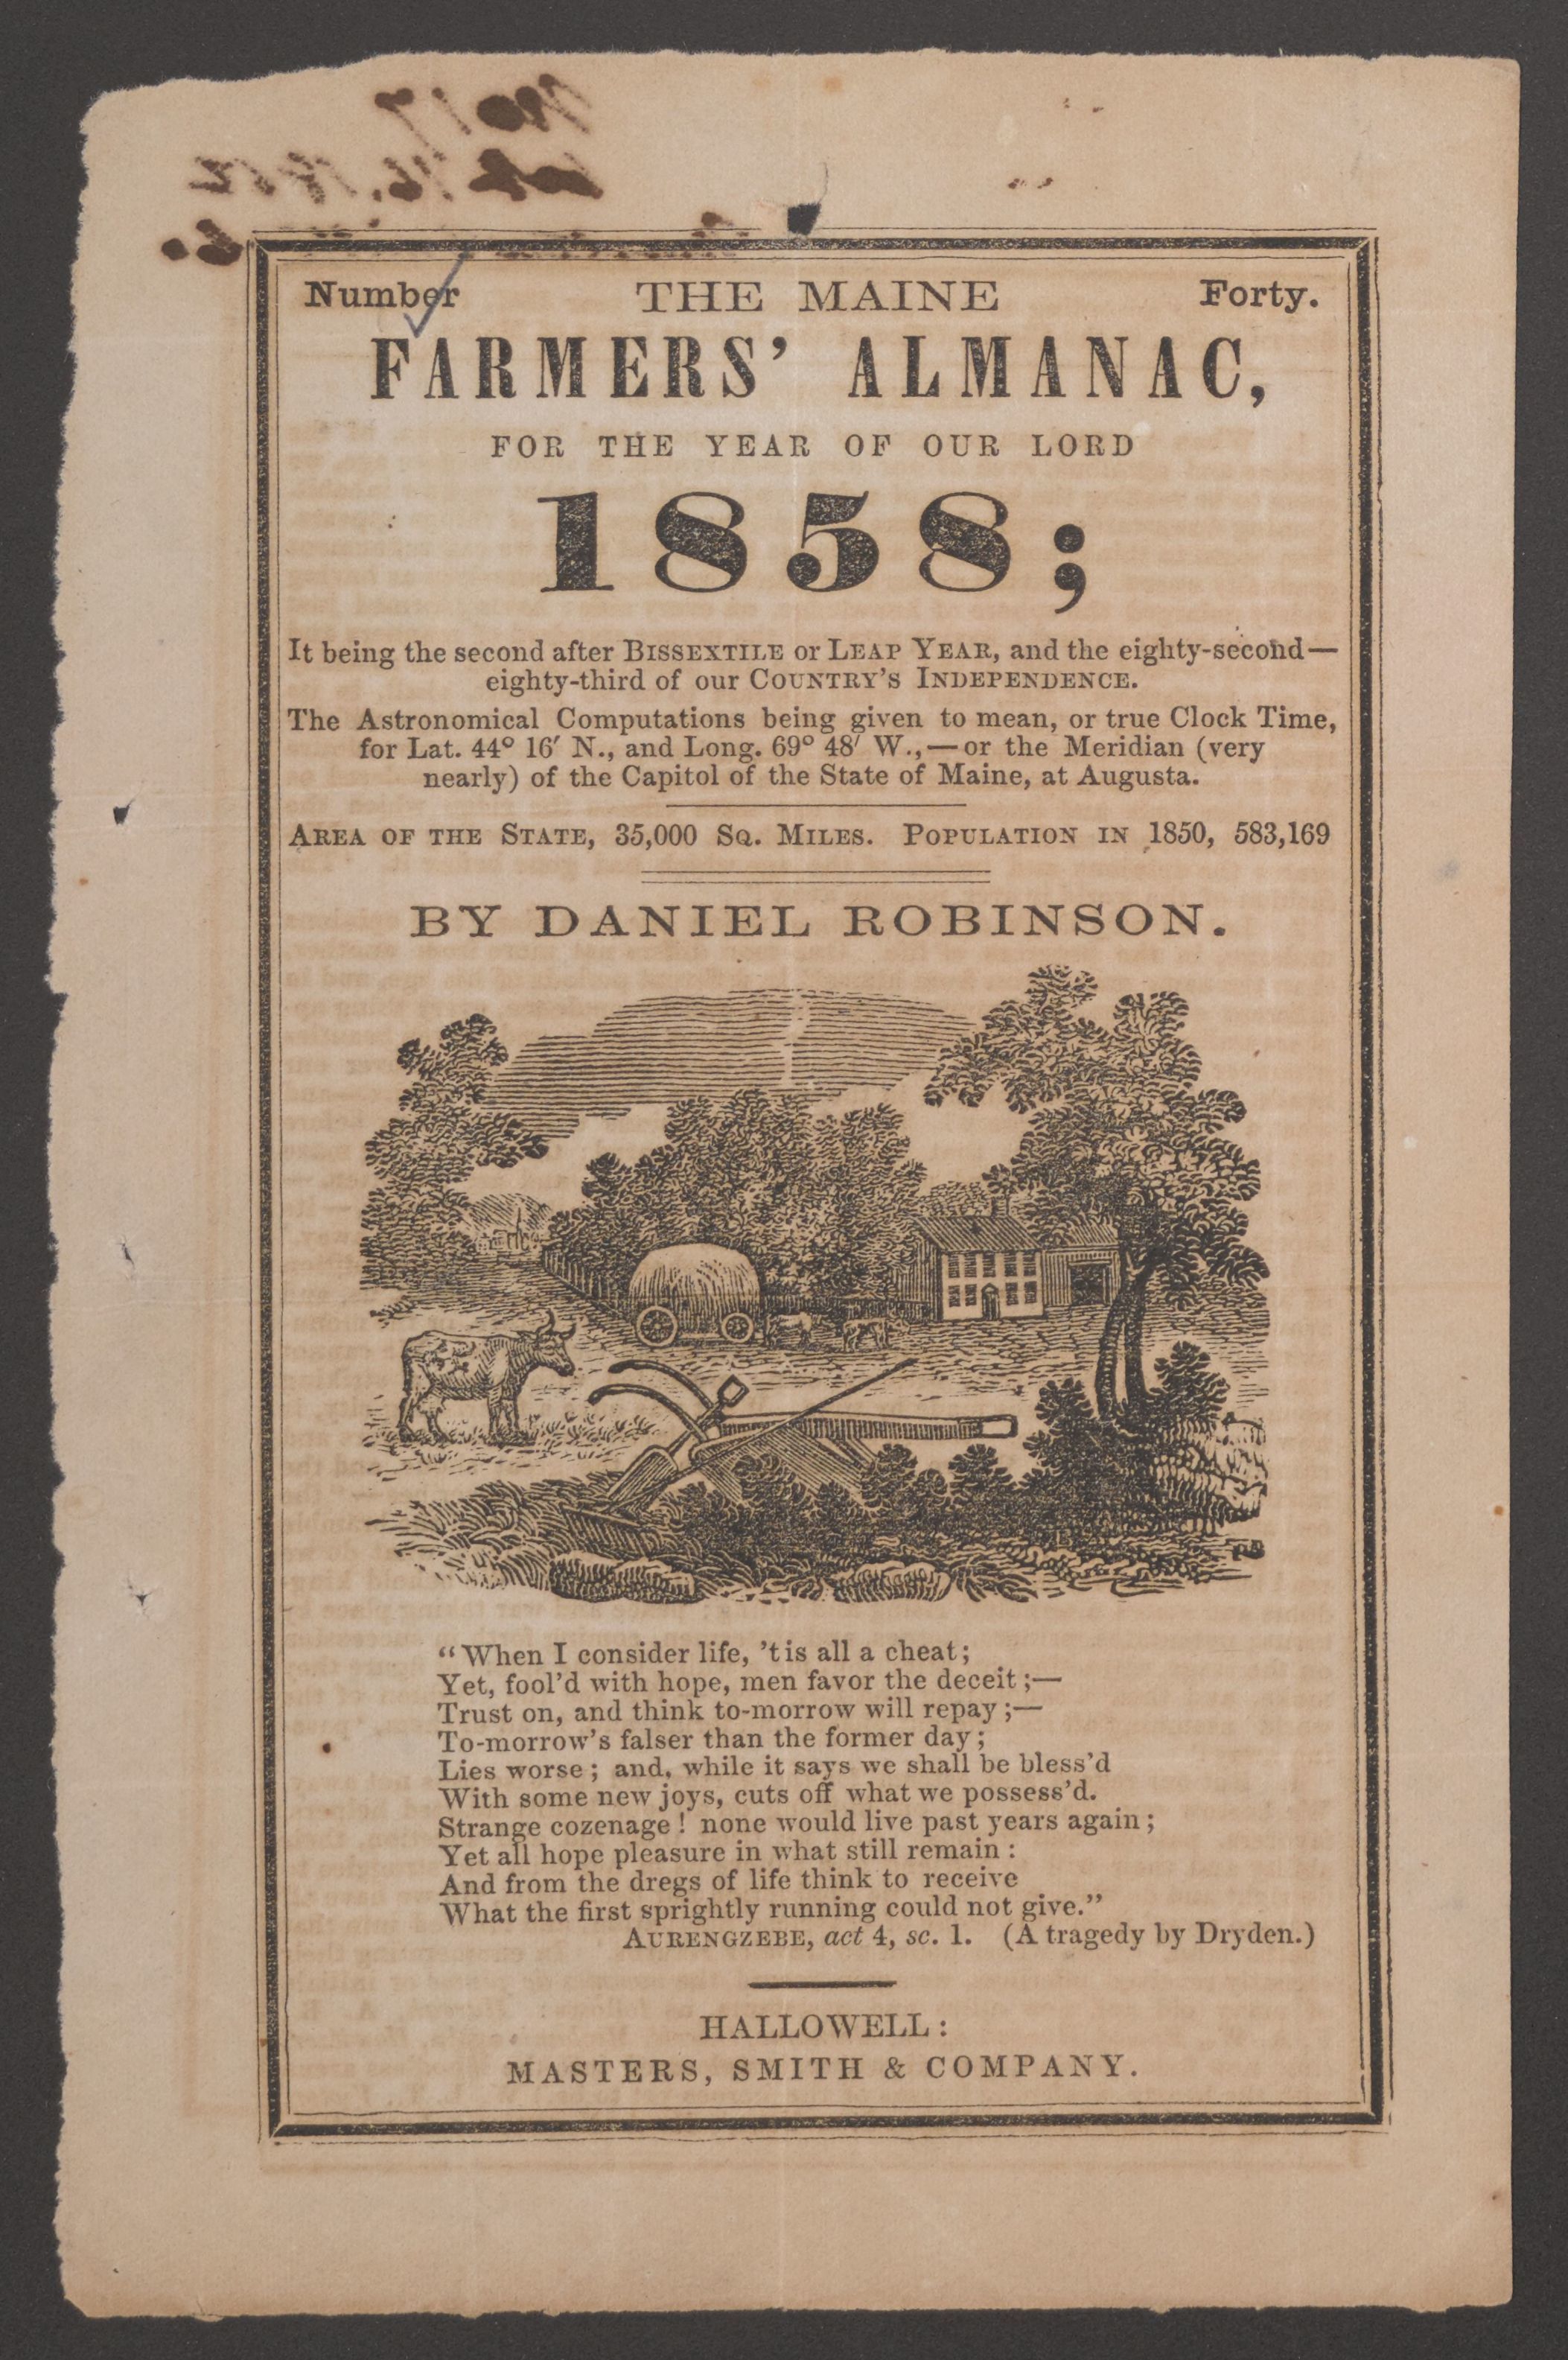 Number THE MAINE Forty.
FARMERS' ALMANAC,
FOR THE YEAR OF OUR LORD
1858;
It being the second after BISSEXTILE or LEAP YEAR, and the eighty-second—
eighty-third of our COUNTRY'S INDEPENDENCE.
The Astronomical Computations being given to mean, or true Clock Time,
for Lat. 44° 16′ N., and Long. 69° 48′ W.,—or the Meridian (very
nearly) of the Capitol of the State of Maine, at Augusta.
AREA OF THE STATE, 35,000 SQ. MILES. POPULATION IN 1850, 583,169
BY DANIEL ROBINSON.
"When I consider life, 'tis all a cheat;
Yet, fool'd with hope, men favor the deceit;—
Trust on, and think to-morrow will repay;—
To-morrow's falser than the former day;
Lies worse; and, while it says we shall be bless'd
With some new joys, cuts off what we possess'd.
Strange cozenage! none would live past years again;
Yet all hope pleasure in what still remain:
And from the dregs of life think to receive
What the first sprightly running could not give."
AURENGZEBE, act 4, sc. 1. (A tragedy by Dryden.)
HALLOWELL:
MASTERS, SMITH & COMPANY.